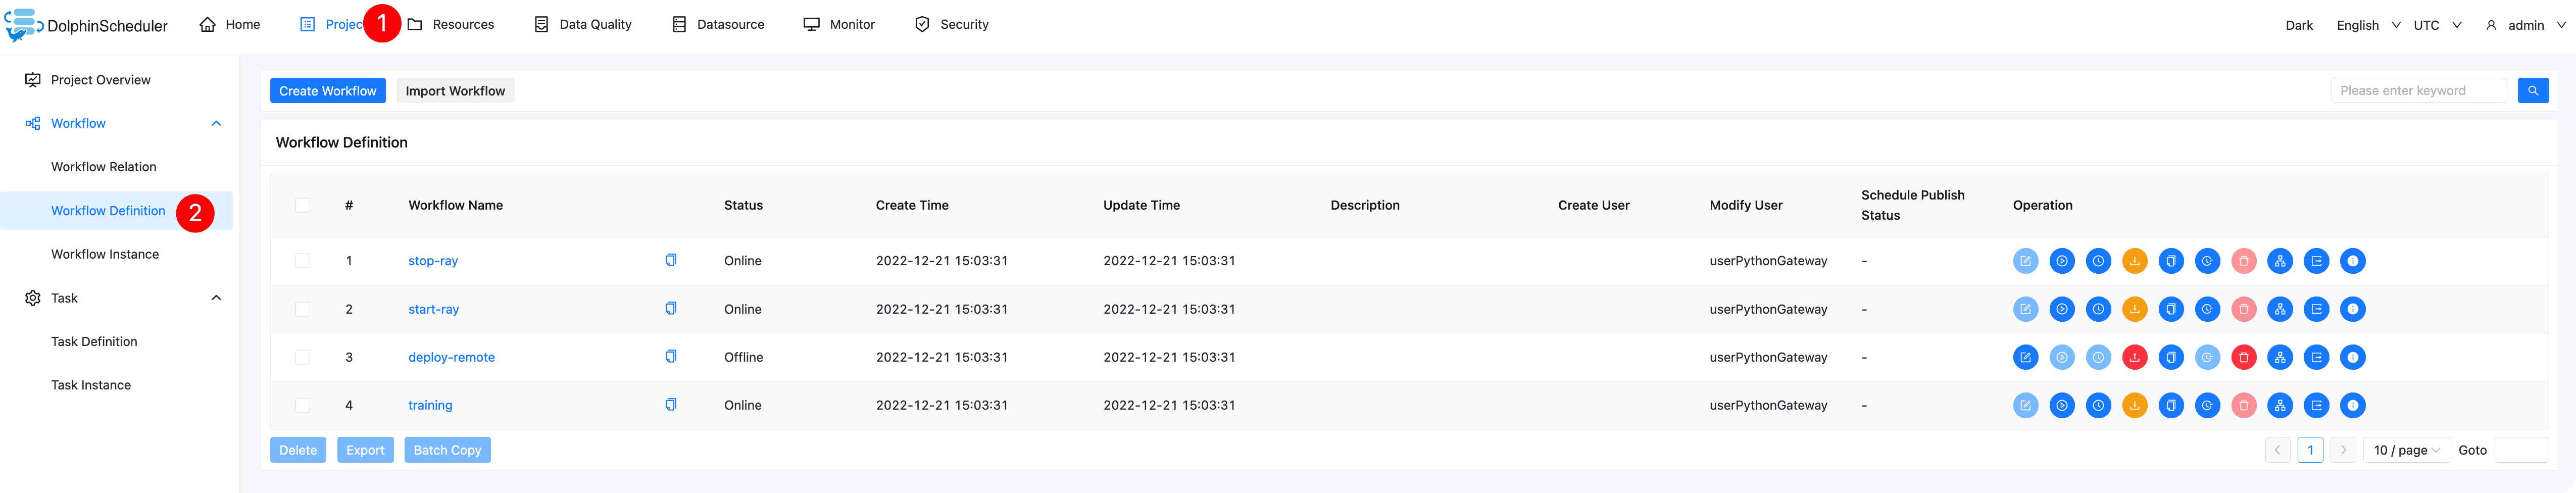 DolphinScheduler Home Projec 1 Resources Data Quality Datasource Monitor Security Dark English UTC admin
Project Overview
Workflow
Workflow Relation
Workflow Definition 2
Workflow Instance
Task
Task Definition
Task Instance
Create Workflow Import Workflow Please enter keyword
Workflow Definition
# Workflow Name Status Create Time Update Time Description Create User Modify User Schedule Publish Status Operation
1 stop-ray Online 2022-12-21 15:03:31 2022-12-21 15:03:31 userPythonGateway -
2 start-ray Online 2022-12-21 15:03:31 2022-12-21 15:03:31 userPythonGateway -
3 deploy-remote Offline 2022-12-21 15:03:31 2022-12-21 15:03:31 userPythonGateway -
4 training Online 2022-12-21 15:03:31 2022-12-21 15:03:31 userPythonGateway -
Delete Export Batch Copy 1 10 / page Goto